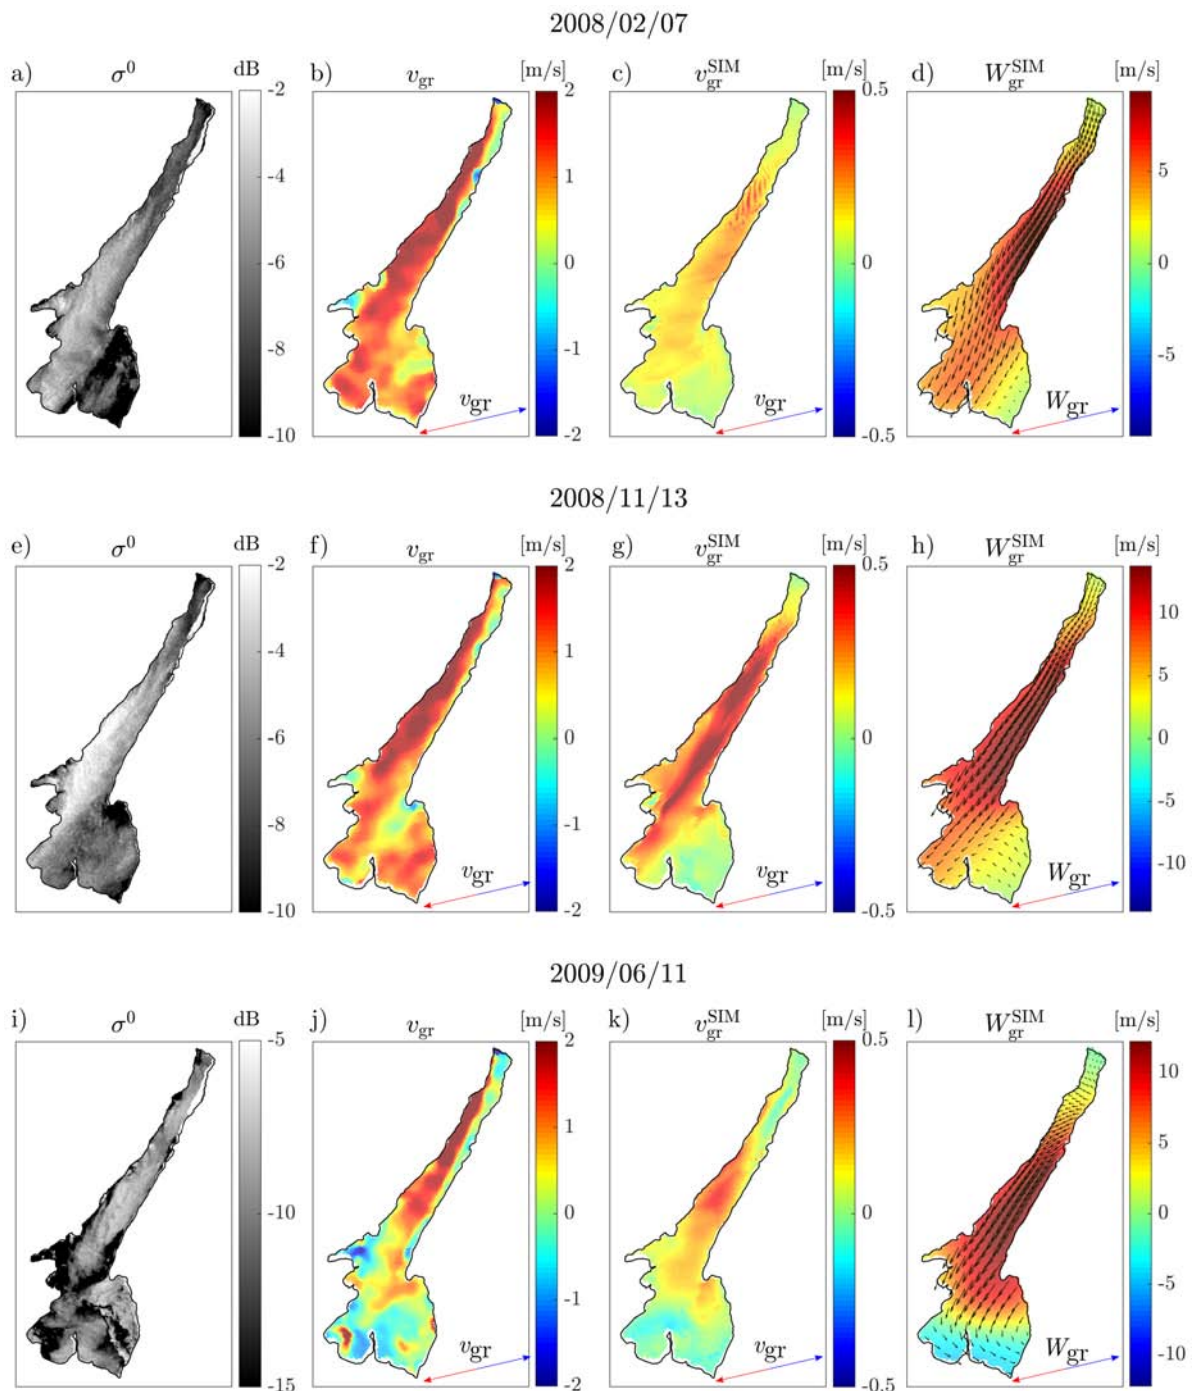 2008/02/07
a) σ⁰ dB b) v_gr [m/s] c) v_gr^SIM [m/s] d) W_gr^SIM [m/s]
-2 2 0.5
-4 1 5
-6 0 0
-8 -1 -5
v_gr v_gr W_gr
-10 -2 -0.5
2008/11/13
e) σ⁰ dB f) v_gr [m/s] g) v_gr^SIM [m/s] h) W_gr^SIM [m/s]
-2 2 0.5
10
-4 1 5
-6 0 0 0
-5
-8 -1
-10
v_gr v_gr W_gr
-10 -2 -0.5
2009/06/11
i) σ⁰ dB j) v_gr [m/s] k) v_gr^SIM [m/s] l) W_gr^SIM [m/s]
-5 2 0.5
10
1 5
-10 0 0 0
-1 -5
v_gr v_gr W_gr -10
-15 -2 -0.5